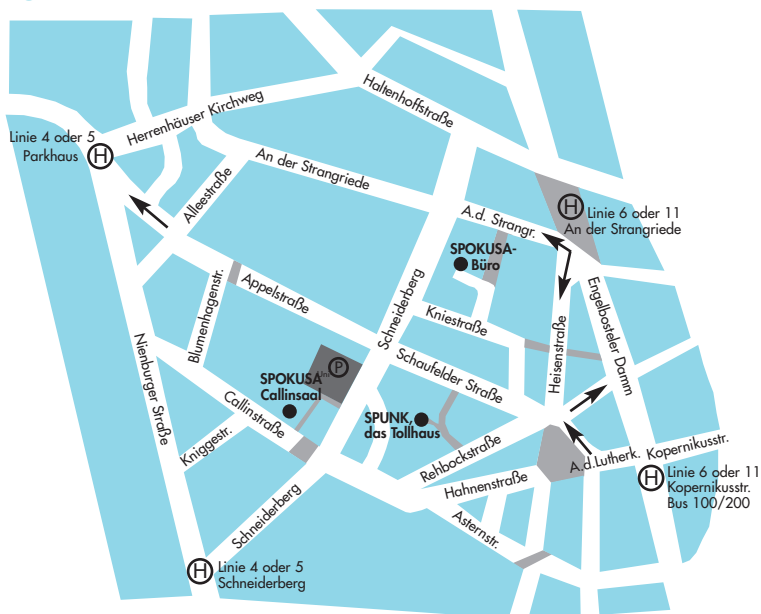 Haltenhoffstraße
Herrenhäuser Kirchweg
Linie 4 oder 5
Parkhaus
H
An der Strangriede
Alleestraße
H
Linie 6 oder 11
An der Strangriede
A.d. Strangr.
SPOKUSA-
Büro
Appelstraße
Blumenhagenstr.
Schneiderberg
Kniestraße
Engelbosteler Damm
Heisenstraße
Nienburger Straße
Schaufelder Straße
Uni
P
SPOKUSA
Callinsaal
Callinstraße
SPUNK,
das Tollhaus
Kniggestr.
Rehbockstraße
A.d.Lutherk.
Kopernikusstr.
Hahnenstraße
H
Linie 6 oder 11
Kopernikusstr.
Bus 100/200
Asternstr.
Schneiderberg
H
Linie 4 oder 5
Schneiderberg